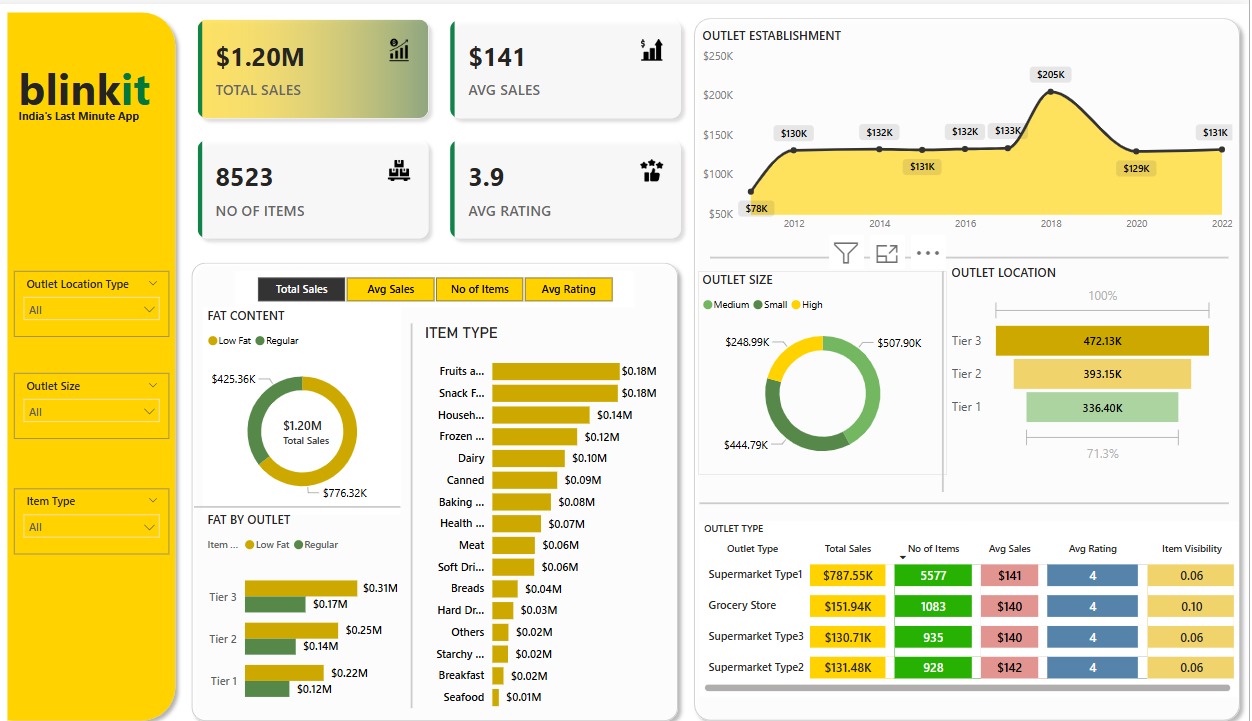 blinkit
India's Last Minute App
Outlet Location Type
All
Outlet Size
All
Item Type
All
$1.20M
TOTAL SALES
$141
AVG SALES
8523
NO OF ITEMS
3.9
AVG RATING
Total Sales Avg Sales No of Items Avg Rating
FAT CONTENT
Low Fat Regular
$425.36K
$1.20M
Total Sales
$776.32K
FAT BY OUTLET
Item ... Low Fat Regular
Tier 3 $0.31M
$0.17M
Tier 2 $0.25M
$0.14M
Tier 1 $0.22M
$0.12M
ITEM TYPE
Fruits a... $0.18M
Snack F... $0.18M
Househ... $0.14M
Frozen ... $0.12M
Dairy $0.10M
Canned $0.09M
Baking ... $0.08M
Health ... $0.07M
Meat $0.06M
Soft Dri... $0.06M
Breads $0.04M
Hard Dr... $0.03M
Others $0.02M
Starchy ... $0.02M
Breakfast $0.02M
Seafood $0.01M
OUTLET ESTABLISHMENT
$250K
$200K
$150K
$100K
$50K
$78K
$130K
$132K
$131K
$132K
$133K
$205K
$129K
$131K
2012 2014 2016 2018 2020 2022
OUTLET SIZE
Medium Small High
$248.99K
$507.90K
$444.79K
OUTLET LOCATION
100%
Tier 3 472.13K
Tier 2 393.15K
Tier 1 336.40K
71.3%
OUTLET TYPE
Outlet Type Total Sales No of Items Avg Sales Avg Rating Item Visibility
Supermarket Type1 $787.55K 5577 $141 4 0.06
Grocery Store $151.94K 1083 $140 4 0.10
Supermarket Type3 $130.71K 935 $140 4 0.06
Supermarket Type2 $131.48K 928 $142 4 0.06